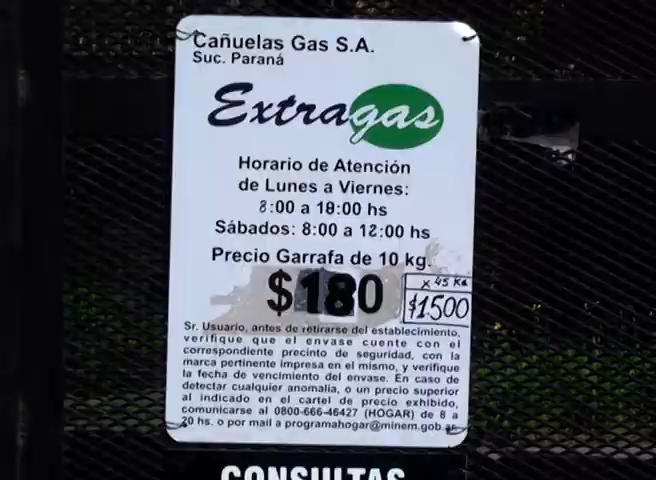 Cañuelas Gas S.A.
Suc. Paraná
Extragas
Horario de Atención
de Lunes a Viernes:
8:00 a 18:00 hs
Sábados: 8:00 a 12:00 hs
Precio Garrafa de 10 kg.
$180
x 45 KG
$1500
Sr. Usuario, antes de retirarse del establecimiento,
verifique que el envase cuente con el
correspondiente precinto de seguridad, con la
marca pertinente impresa en el mismo, y verifique
la fecha de vencimiento del envase. En caso de
detectar cualquier anomalía, o un precio superior
al indicado en el cartel de precio exhibido,
comunicarse al 0800-666-46427 (HOGAR) de 8 a
20 hs. o por mail a programahogar@minem.gob.ar
CONSULTAS